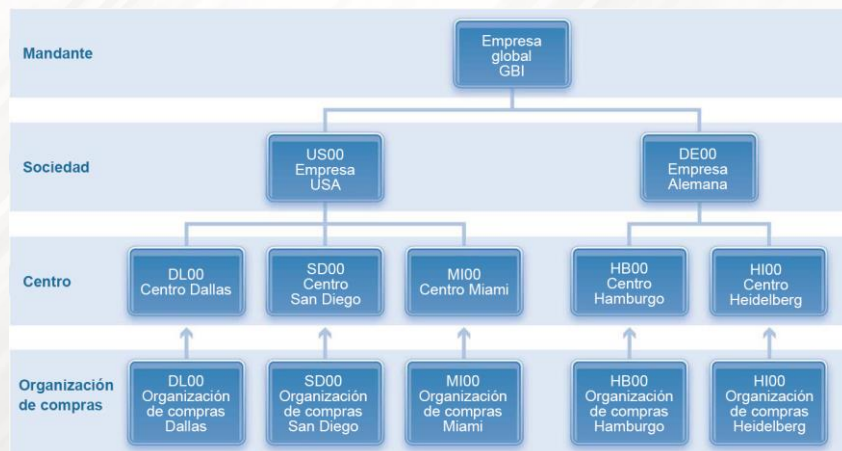 Mandante
Empresa
global
GBI
Sociedad
US00
Empresa
USA
DE00
Empresa
Alemana
Centro
DL00
Centro Dallas
SD00
Centro
San Diego
MI00
Centro Miami
HB00
Centro
Hamburgo
HI00
Centro
Heidelberg
Organización
de compras
DL00
Organización
de compras
Dallas
SD00
Organización
de compras
San Diego
MI00
Organización
de compras
Miami
HB00
Organización
de compras
Hamburgo
HI00
Organización
de compras
Heidelberg